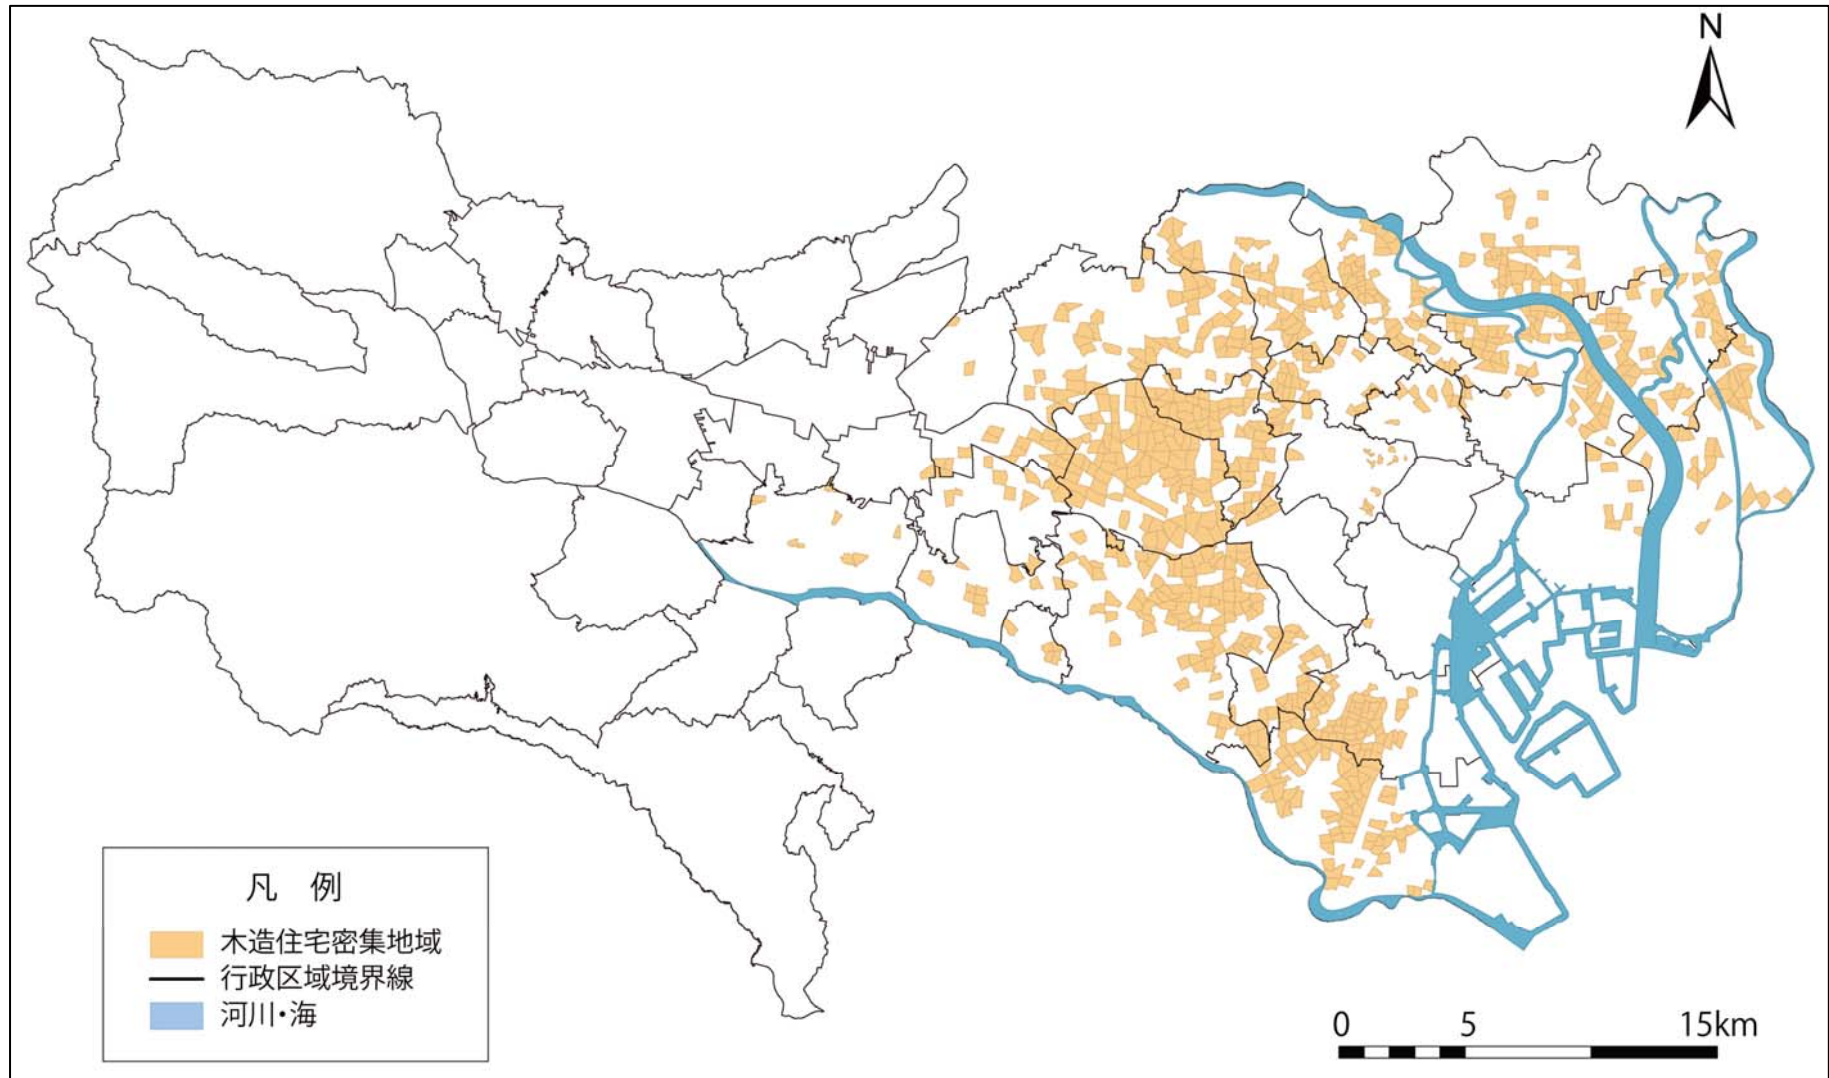 N
凡 例
木造住宅密集地域
行政区域境界線
河川・海
0 5 15km